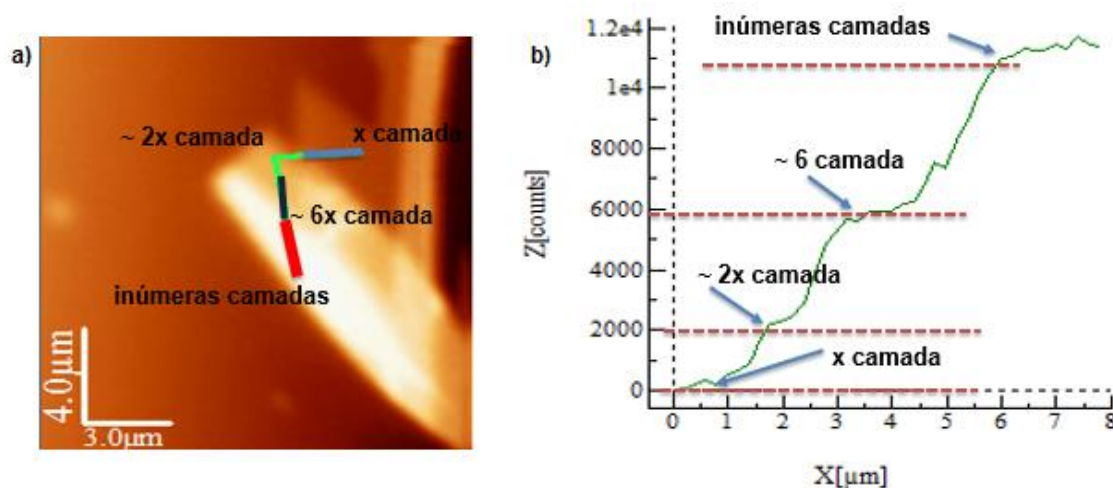 a)
~ 2x camada
x camada
~ 6x camada
inúmeras camadas
4.0µm
3.0µm
b)
inúmeras camadas
~ 6 camada
~ 2x camada
x camada
Z[counts]
1.2e4
1e4
8000
6000
4000
2000
0
0 1 2 3 4 5 6 7 8
X[µm]